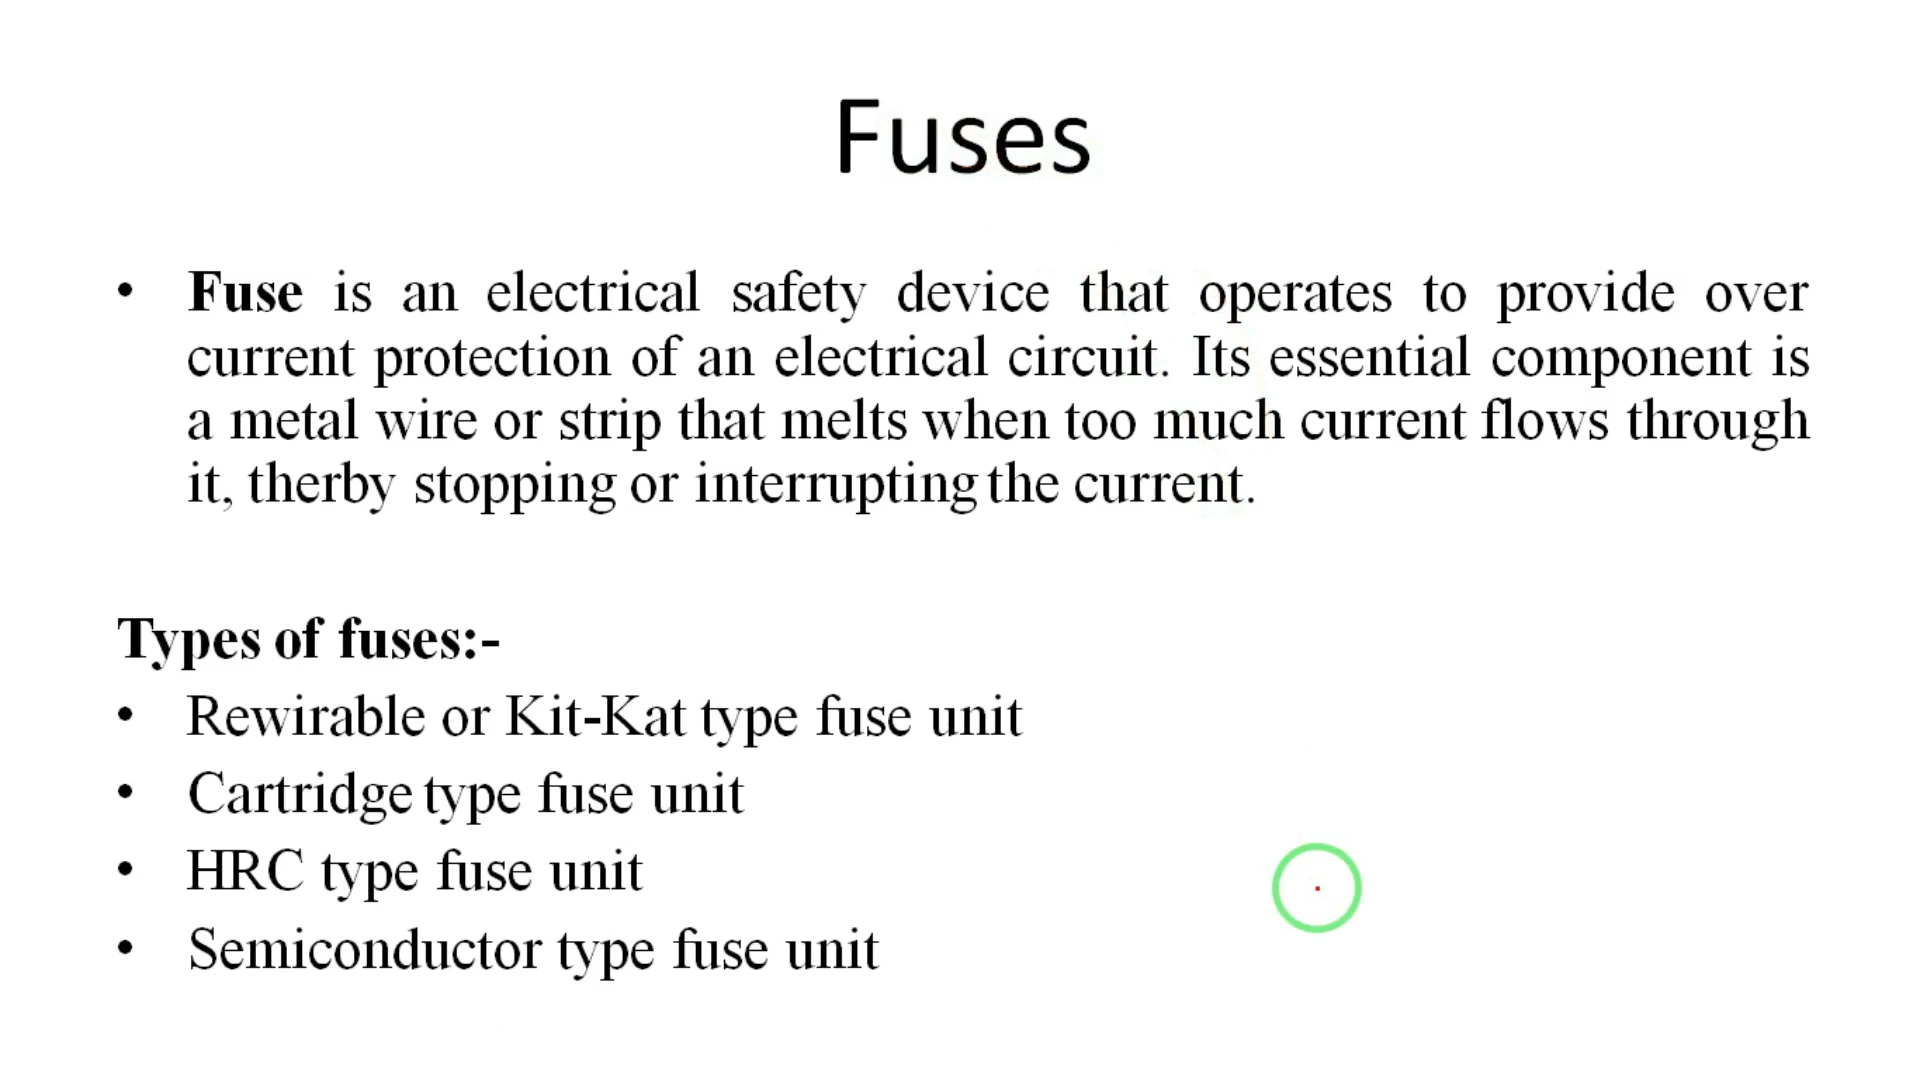 Fuses
• Fuse is an electrical safety device that operates to provide over
current protection of an electrical circuit. Its essential component is
a metal wire or strip that melts when too much current flows through
it, therby stopping or interrupting the current.
Types of fuses:-
• Rewirable or Kit-Kat type fuse unit
• Cartridge type fuse unit
• HRC type fuse unit
• Semiconductor type fuse unit